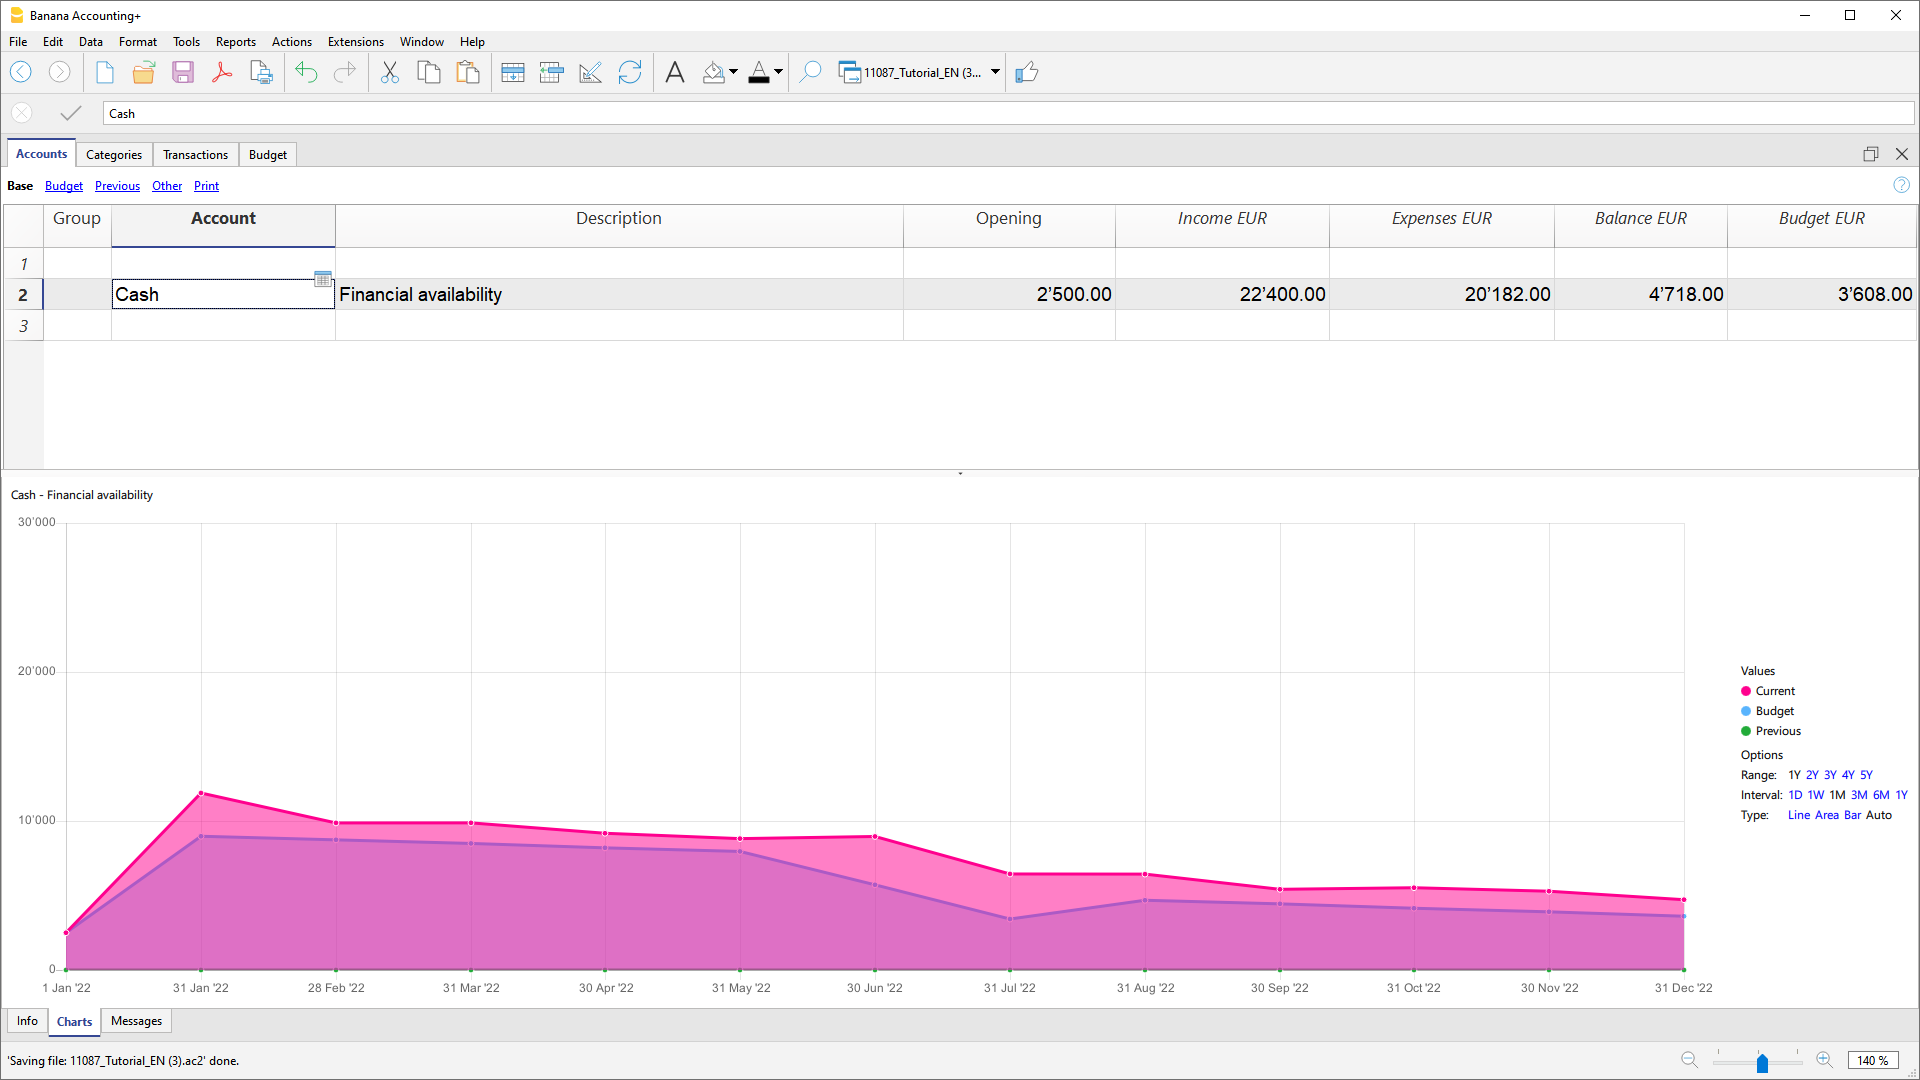 Banana Accounting+
File Edit Data Format Tools Reports Actions Extensions Window Help
11087_Tutorial_EN (3...
Cash
Accounts Categories Transactions Budget
Base Budget Previous Other Print
Group Account Description Opening Income EUR Expenses EUR Balance EUR Budget EUR
1
2 Cash Financial availability 2’500.00 22’400.00 20’182.00 4’718.00 3’608.00
3
Cash - Financial availability
30’000
20’000
10’000
0
1 Jan '22 31 Jan '22 28 Feb '22 31 Mar '22 30 Apr '22 31 May '22 30 Jun '22 31 Jul '22 31 Aug '22 30 Sep '22 31 Oct '22 30 Nov '22 31 Dec '22
Values
Current
Budget
Previous
Options
Range: 1Y 2Y 3Y 4Y 5Y
Interval: 1D 1W 1M 3M 6M 1Y
Type: Line Area Bar Auto
Info Charts Messages
'Saving file: 11087_Tutorial_EN (3).ac2' done.
140 %